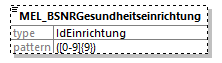 MEL_BSNRGesundheitseinrichtung
type IdEinrichtung
pattern ([0-9]{9})